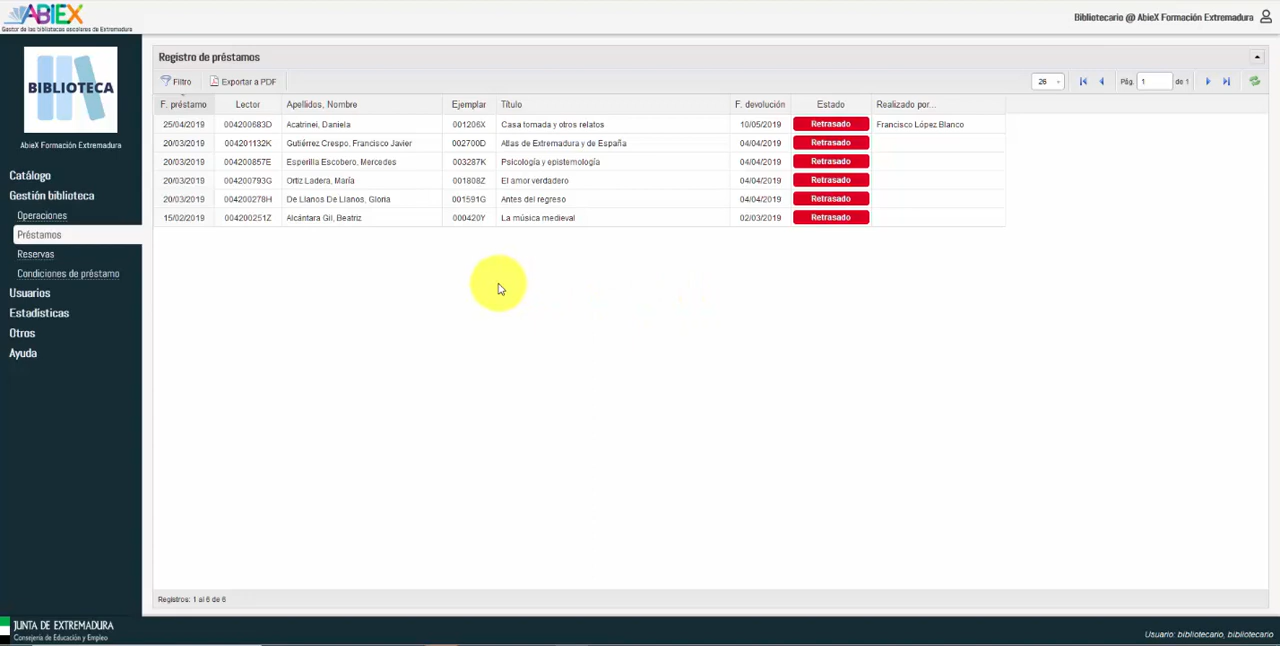 ABIEX
Gestor de las bibliotecas escolares de Extremadura
Bibliotecario @ AbieX Formación Extremadura
BIBLIOTECA
AbieX Formación Extremadura
Catálogo
Gestión biblioteca
Operaciones
Préstamos
Reservas
Condiciones de préstamo
Usuarios
Estadísticas
Otros
Ayuda
Registro de préstamos
Filtro Exportar a PDF 26 Pág. 1 de 1
F. préstamo Lector Apellidos, Nombre Ejemplar Título F. devolución Estado Realizado por...
25/04/2019 004200683D Acatrinei, Daniela 001206X Casa tomada y otros relatos 10/05/2019 Retrasado Francisco López Blanco
20/03/2019 004201132K Gutiérrez Crespo, Francisco Javier 002700D Atlas de Extremadura y de España 04/04/2019 Retrasado
20/03/2019 004200857E Esperilla Escobero, Mercedes 003287K Psicología y epistemología 04/04/2019 Retrasado
20/03/2019 004200793G Ortiz Ladera, María 001808Z El amor verdadero 04/04/2019 Retrasado
20/03/2019 004200278H De Llanos De Llanos, Gloria 001591G Antes del regreso 04/04/2019 Retrasado
15/02/2019 004200251Z Alcántara Gil, Beatriz 000420Y La música medieval 02/03/2019 Retrasado
Registros: 1 al 6 de 6
JUNTA DE EXTREMADURA
Consejería de Educación y Empleo
Usuario: bibliotecario, bibliotecario